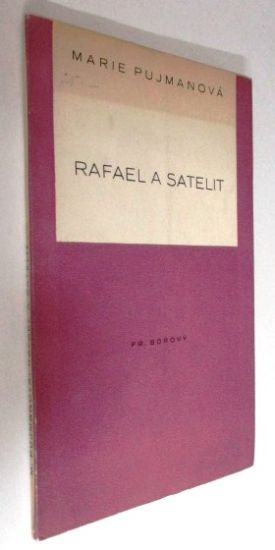 MARIE PUJMANOVÁ
RAFAEL A SATELIT
FR. BOROVÝ